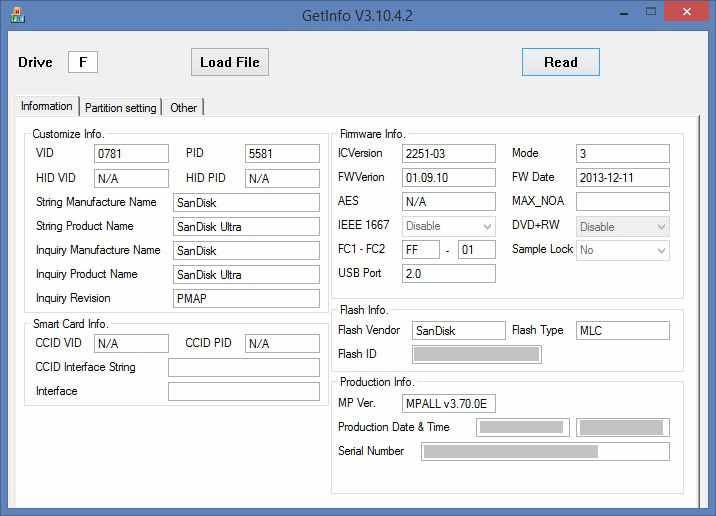 GetInfo V3.10.4.2
Drive F Load File Read
Information Partition setting Other
Customize Info.
VID 0781 PID 5581
HID VID N/A HID PID N/A
String Manufacture Name SanDisk
String Product Name SanDisk Ultra
Inquiry Manufacture Name SanDisk
Inquiry Product Name SanDisk Ultra
Inquiry Revision PMAP
Smart Card Info.
CCID VID N/A CCID PID N/A
CCID Interface String
Interface
Firmware Info.
ICVersion 2251-03 Mode 3
FWVerion 01.09.10 FW Date 2013-12-11
AES N/A MAX_NOA
IEEE 1667 Disable DVD+RW Disable
FC1 - FC2 FF - 01 Sample Lock No
USB Port 2.0
Flash Info.
Flash Vendor SanDisk Flash Type MLC
Flash ID
Production Info.
MP Ver. MPALL v3.70.0E
Production Date & Time
Serial Number